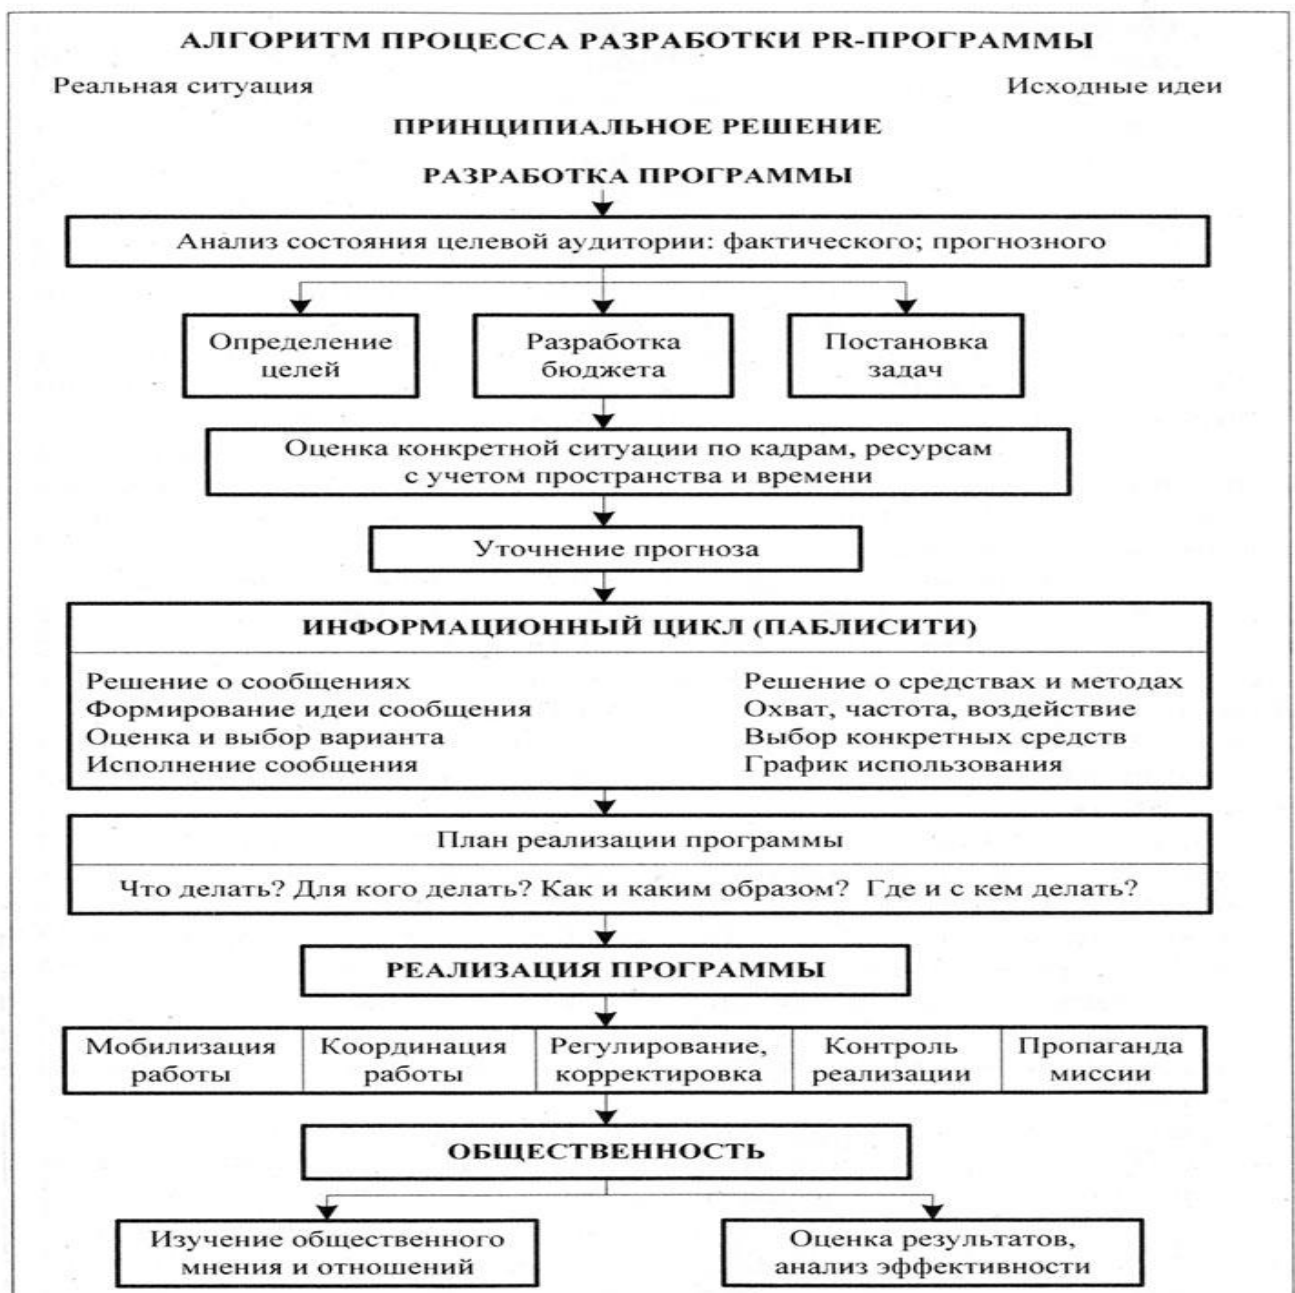 АЛГОРИТМ ПРОЦЕССА РАЗРАБОТКИ PR-ПРОГРАММЫ
Реальная ситуация
Исходные идеи
ПРИНЦИПИАЛЬНОЕ РЕШЕНИЕ
РАЗРАБОТКА ПРОГРАММЫ
Анализ состояния целевой аудитории: фактического; прогнозного
Определение
целей
Разработка
бюджета
Постановка
задач
Оценка конкретной ситуации по кадрам, ресурсам
с учетом пространства и времени
Уточнение прогноза
ИНФОРМАЦИОННЫЙ ЦИКЛ (ПАБЛИСИТИ)
Решение о сообщениях
Формирование идеи сообщения
Оценка и выбор варианта
Исполнение сообщения
Решение о средствах и методах
Охват, частота, воздействие
Выбор конкретных средств
График использования
План реализации программы
Что делать? Для кого делать? Как и каким образом? Где и с кем делать?
РЕАЛИЗАЦИЯ ПРОГРАММЫ
Мобилизация
работы
Координация
работы
Регулирование,
корректировка
Контроль
реализации
Пропаганда
миссии
ОБЩЕСТВЕННОСТЬ
Изучение общественного
мнения и отношений
Оценка результатов,
анализ эффективности